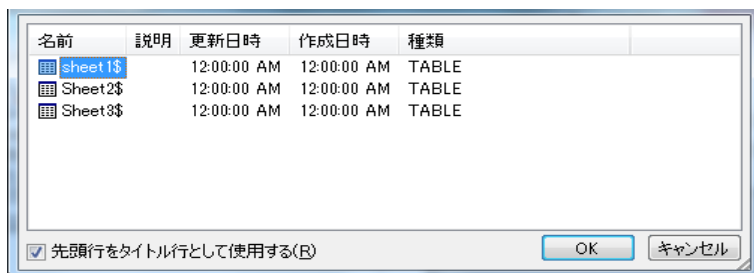 名前 説明 更新日時 作成日時 種類
sheet1$ 12:00:00 AM 12:00:00 AM TABLE
Sheet2$ 12:00:00 AM 12:00:00 AM TABLE
Sheet3$ 12:00:00 AM 12:00:00 AM TABLE
先頭行をタイトル行として使用する(R) OK キャンセル